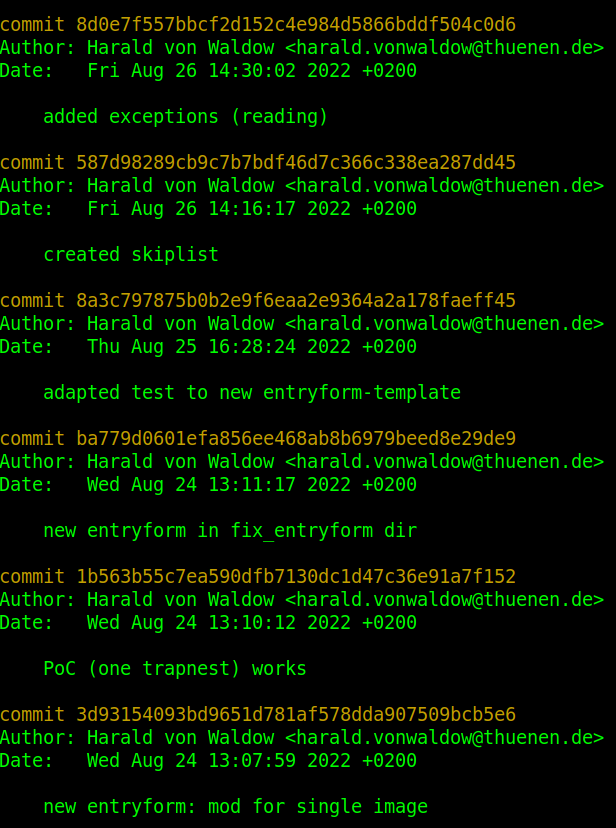 commit 8d0e7f557bbcf2d152c4e984d5866bddf504c0d6
Author: Harald von Waldow <harald.vonwaldow@thuenen.de>
Date:   Fri Aug 26 14:30:02 2022 +0200
added exceptions (reading)
commit 587d98289cb9c7b7bdf46d7c366c338ea287dd45
Author: Harald von Waldow <harald.vonwaldow@thuenen.de>
Date:   Fri Aug 26 14:16:17 2022 +0200
created skiplist
commit 8a3c797875b0b2e9f6eaa2e9364a2a178faeff45
Author: Harald von Waldow <harald.vonwaldow@thuenen.de>
Date:   Thu Aug 25 16:28:24 2022 +0200
adapted test to new entryform-template
commit ba779d0601efa856ee468ab8b6979beed8e29de9
Author: Harald von Waldow <harald.vonwaldow@thuenen.de>
Date:   Wed Aug 24 13:11:17 2022 +0200
new entryform in fix_entryform dir
commit 1b563b55c7ea590dfb7130dc1d47c36e91a7f152
Author: Harald von Waldow <harald.vonwaldow@thuenen.de>
Date:   Wed Aug 24 13:10:12 2022 +0200
PoC (one trapnest) works
commit 3d93154093bd9651d781af578dda907509bcb5e6
Author: Harald von Waldow <harald.vonwaldow@thuenen.de>
Date:   Wed Aug 24 13:07:59 2022 +0200
new entryform: mod for single image